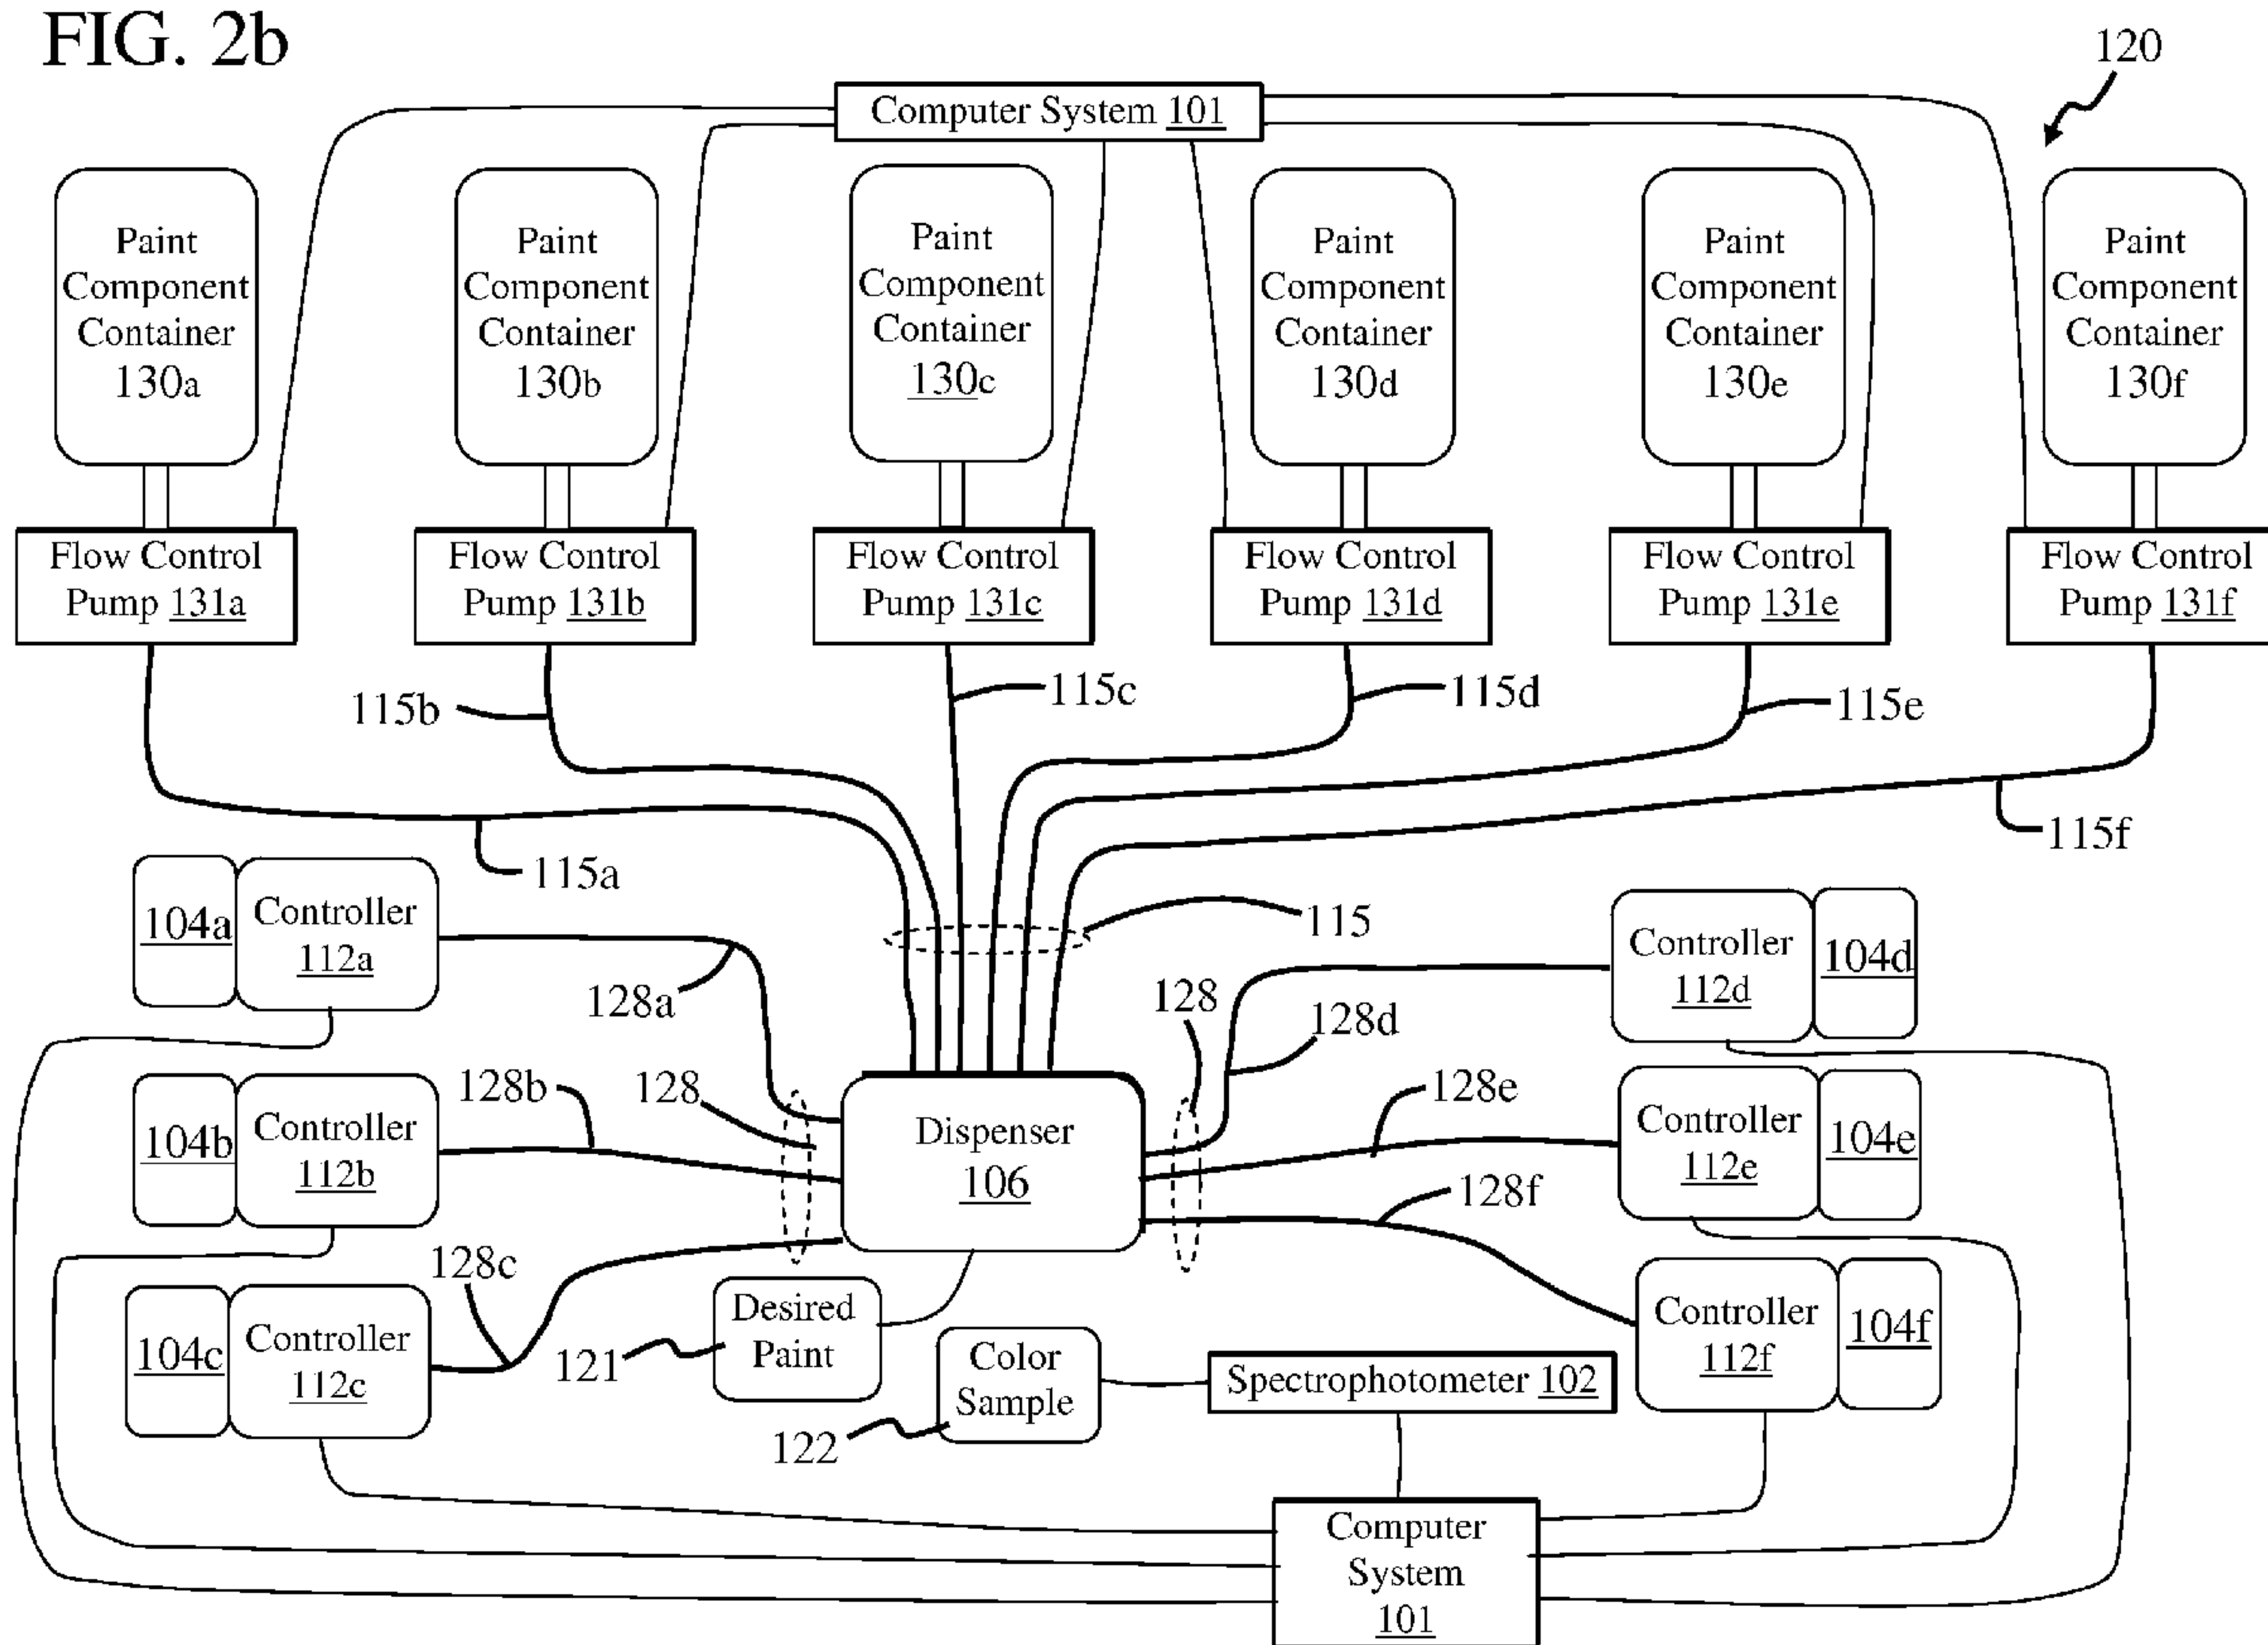 FIG. 2b
120
Computer System 101
Paint
Component
Container
130a
Paint
Component
Container
130b
Paint
Component
Container
130c
Paint
Component
Container
130d
Paint
Component
Container
130e
Paint
Component
Container
130f
Flow Control
Pump 131a
Flow Control
Pump 131b
Flow Control
Pump 131c
Flow Control
Pump 131d
Flow Control
Pump 131e
Flow Control
Pump 131f
115b
115c
115d
115e
115f
115a
115
104a
Controller
112a
128a
128
128d
Controller
112d
104d
104b
Controller
112b
128b
128
Dispenser
106
128e
Controller
112e
104e
128f
104c
Controller
112c
128c
121
Desired
Paint
Color
Sample
122
Spectrophotometer 102
Controller
112f
104f
Computer
System
101